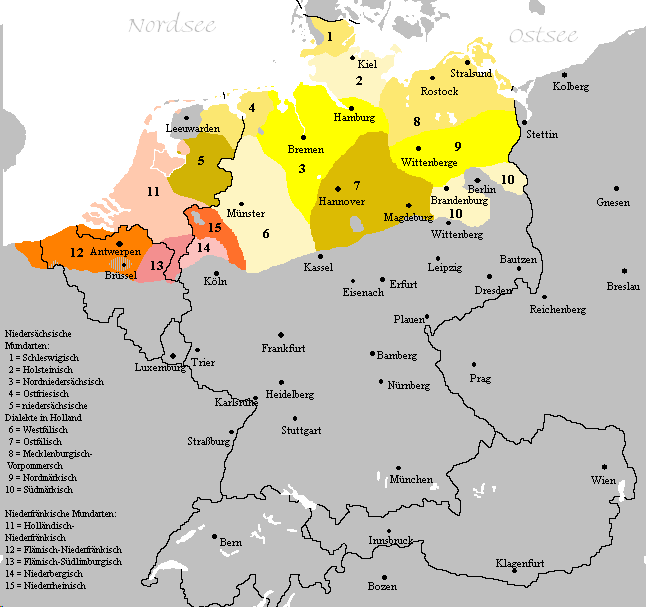 Nordsee
Ostsee
1
Kiel
2
Stralsund
Rostock
Kolberg
4
Leeuwarden
Hamburg
8
Stettin
Bremen
5
3
Wittenberge
9
11
7
Berlin
10
Hannover
Brandenburg
Gnesen
Münster
Magdeburg
10
15
6
Wittenberg
12
Antwerpen
14
13
Brüssel
Kassel
Köln
Leipzig
Bautzen
Eisenach
Erfurt
Dresden
Breslau
Reichenberg
Plauen
Frankfurt
Bamberg
Luxemburg
Trier
Prag
Heidelberg
Nürnberg
Karlsruhe
Stuttgart
Straßburg
München
Wien
Bern
Innsbruck
Klagenfurt
Bozen
Niedersächsische
Mundarten:
1 = Schleswigisch
2 = Holsteinisch
3 = Nordniedersächsisch
4 = Ostfriesisch
5 = niedersächsische
Dialekte in Holland
6 = Westfälisch
7 = Ostfälisch
8 = Mecklenburgisch-
Vorpommersch
9 = Nordmärkisch
10 = Südmärkisch
Niederfränkische Mundarten:
11 = Holländisch-
Niederfränkisch
12 = Flämisch-Niederfränkisch
13 = Flämisch-Südlimburgisch
14 = Niederbergisch
15 = Niederrheinisch